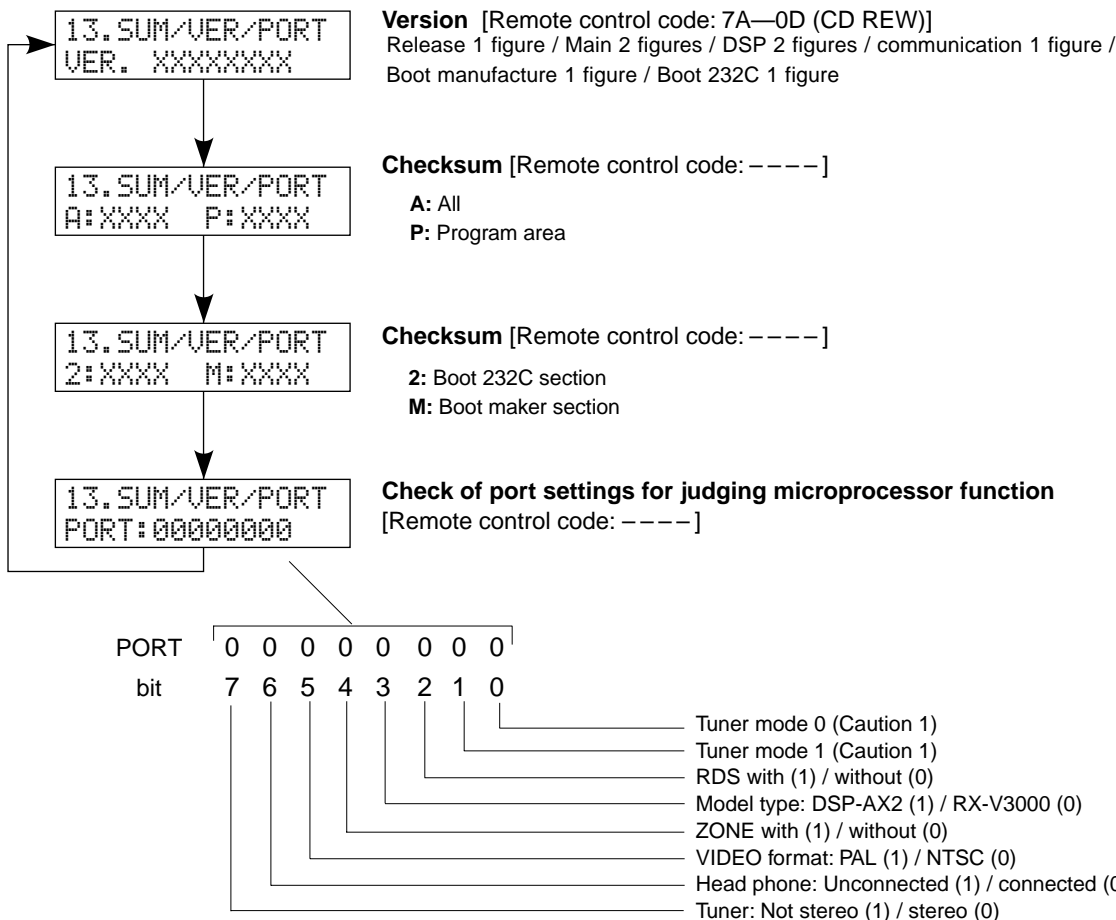 13.SUM/VER/PORT
VER. XXXXXXXX
Version [Remote control code: 7A—0D (CD REW)]
Release 1 figure / Main 2 figures / DSP 2 figures / communication 1 figure /
Boot manufacture 1 figure / Boot 232C 1 figure
13.SUM/VER/PORT
A:XXXX P:XXXX
Checksum [Remote control code: ––––]
A: All
P: Program area
13.SUM/VER/PORT
2:XXXX M:XXXX
Checksum [Remote control code: ––––]
2: Boot 232C section
M: Boot maker section
13.SUM/VER/PORT
PORT:00000000
Check of port settings for judging microprocessor function
[Remote control code: ––––]
PORT 0 0 0 0 0 0 0 0
bit 7 6 5 4 3 2 1 0
Tuner mode 0 (Caution 1)
Tuner mode 1 (Caution 1)
RDS with (1) / without (0)
Model type: DSP-AX2 (1) / RX-V3000 (0)
ZONE with (1) / without (0)
VIDEO format: PAL (1) / NTSC (0)
Head phone: Unconnected (1) / connected (0
Tuner: Not stereo (1) / stereo (0)